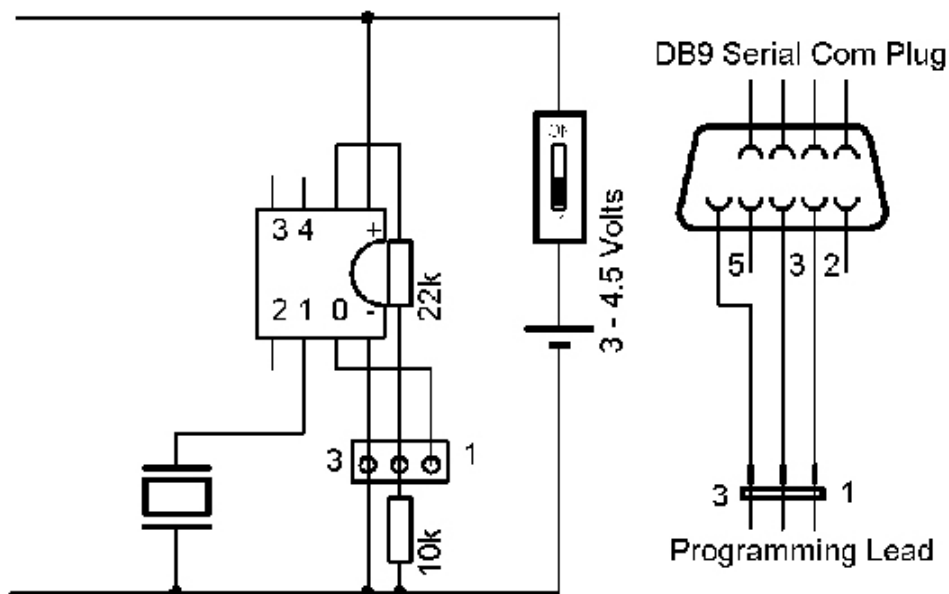 DB9 Serial Com Plug
ON
3 4 +
2 1 0 -
22k
3 - 4.5 Volts
5 3 2
3 1
10k
3 1
Programming Lead